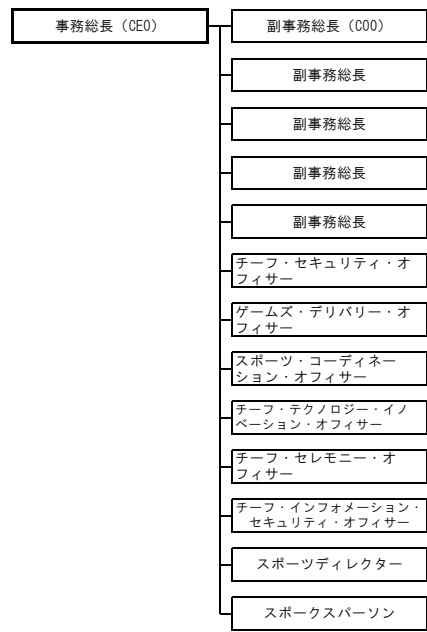 事務総長（CEO）
副事務総長（COO）
副事務総長
副事務総長
副事務総長
副事務総長
チーフ・セキュリティ・オ
フィサー
ゲームズ・デリバリー・オ
フィサー
スポーツ・コーディネー
ション・オフィサー
チーフ・テクノロジー・イノ
ベーション・オフィサー
チーフ・セレモニー・オ
フィサー
チーフ・インフォメーション・
セキュリティ・オフィサー
スポーツディレクター
スポークスパーソン